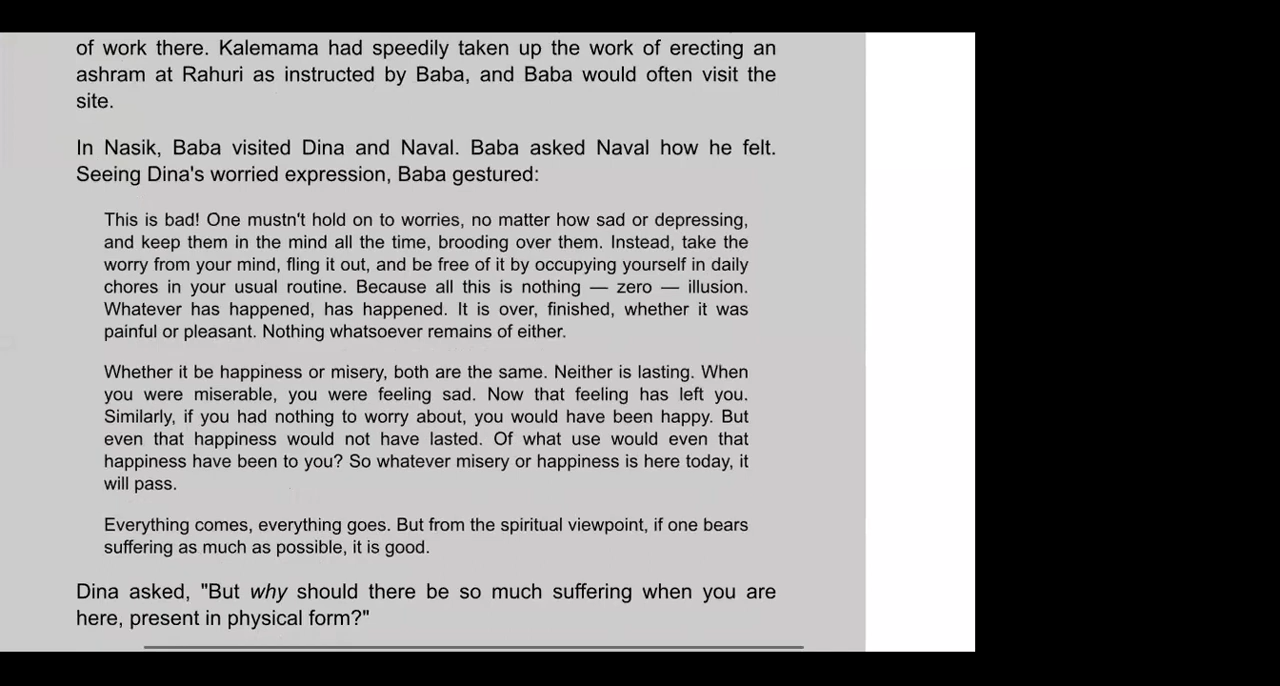 of work there. Kalemama had speedily taken up the work of erecting an
ashram at Rahuri as instructed by Baba, and Baba would often visit the
site.
In Nasik, Baba visited Dina and Naval. Baba asked Naval how he felt.
Seeing Dina's worried expression, Baba gestured:
This is bad! One mustn't hold on to worries, no matter how sad or depressing,
and keep them in the mind all the time, brooding over them. Instead, take the
worry from your mind, fling it out, and be free of it by occupying yourself in daily
chores in your usual routine. Because all this is nothing — zero — illusion.
Whatever has happened, has happened. It is over, finished, whether it was
painful or pleasant. Nothing whatsoever remains of either.
Whether it be happiness or misery, both are the same. Neither is lasting. When
you were miserable, you were feeling sad. Now that feeling has left you.
Similarly, if you had nothing to worry about, you would have been happy. But
even that happiness would not have lasted. Of what use would even that
happiness have been to you? So whatever misery or happiness is here today, it
will pass.
Everything comes, everything goes. But from the spiritual viewpoint, if one bears
suffering as much as possible, it is good.
Dina asked, "But why should there be so much suffering when you are
here, present in physical form?"